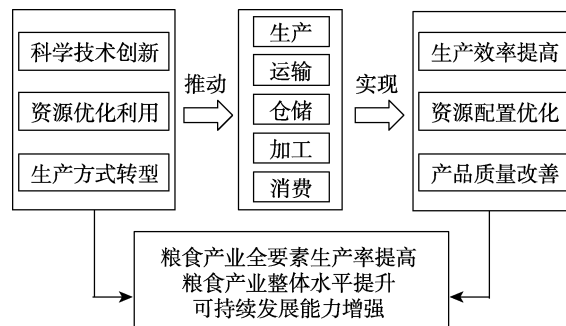 科学技术创新
资源优化利用
生产方式转型
推动
生产
运输
仓储
加工
消费
实现
生产效率提高
资源配置优化
产品质量改善
粮食产业全要素生产率提高
粮食产业整体水平提升
可持续发展能力增强